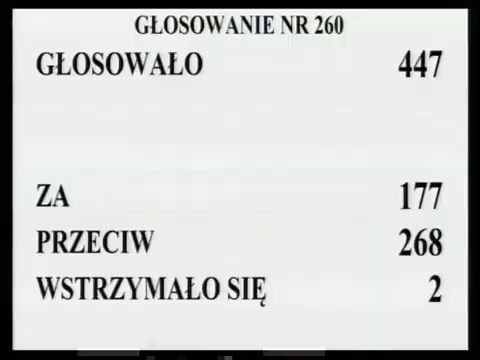 GŁOSOWANIE NR 260
GŁOSOWAŁO 447
ZA 177
PRZECIW 268
WSTRZYMAŁO SIĘ 2